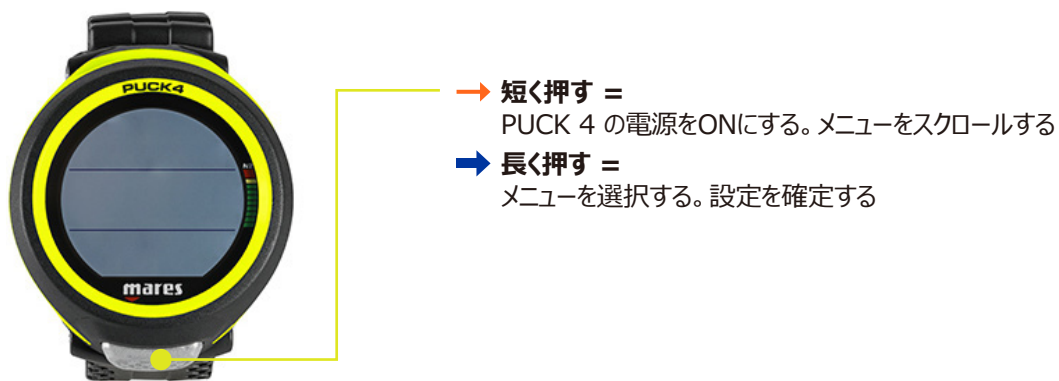 PUCK4
N2
mares
短く押す =
PUCK 4 の電源をONにする。メニューをスクロールする
長く押す =
メニューを選択する。設定を確定する